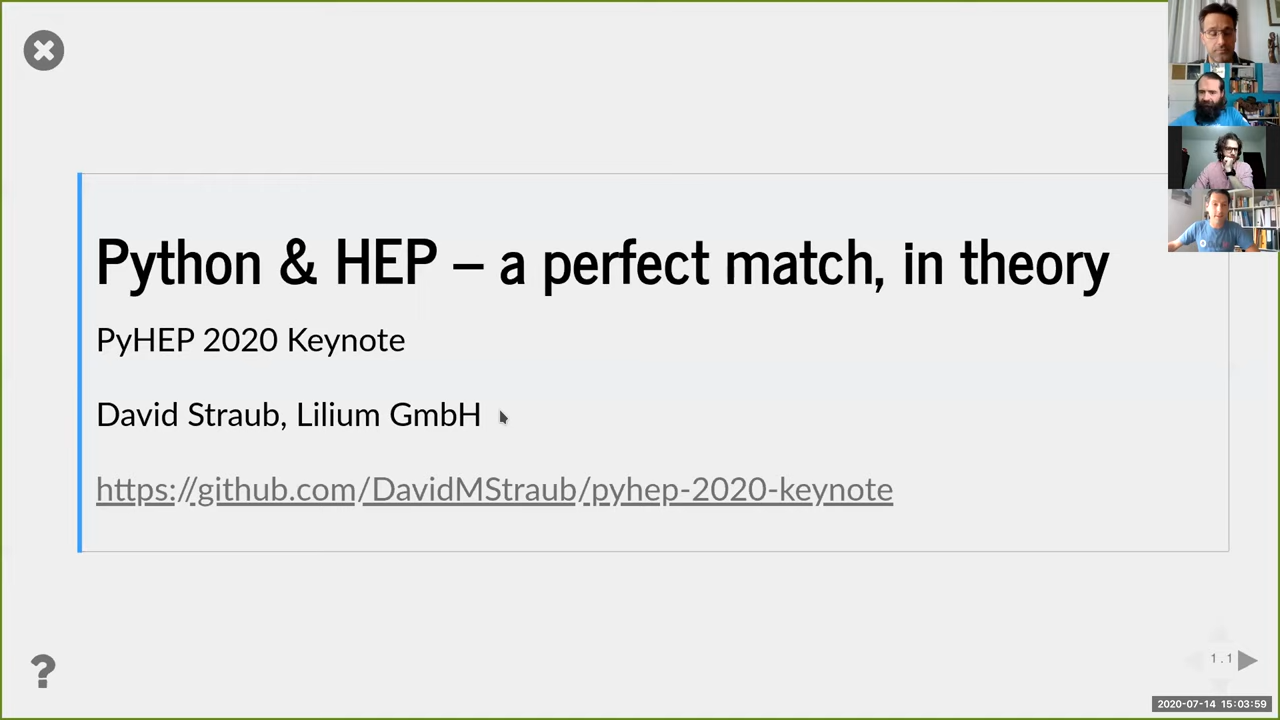 Python & HEP – a perfect match, in theory
PyHEP 2020 Keynote
David Straub, Lilium GmbH
https://github.com/DavidMStraub/pyhep-2020-keynote
?
1.1
2020-07-14 15:03:59